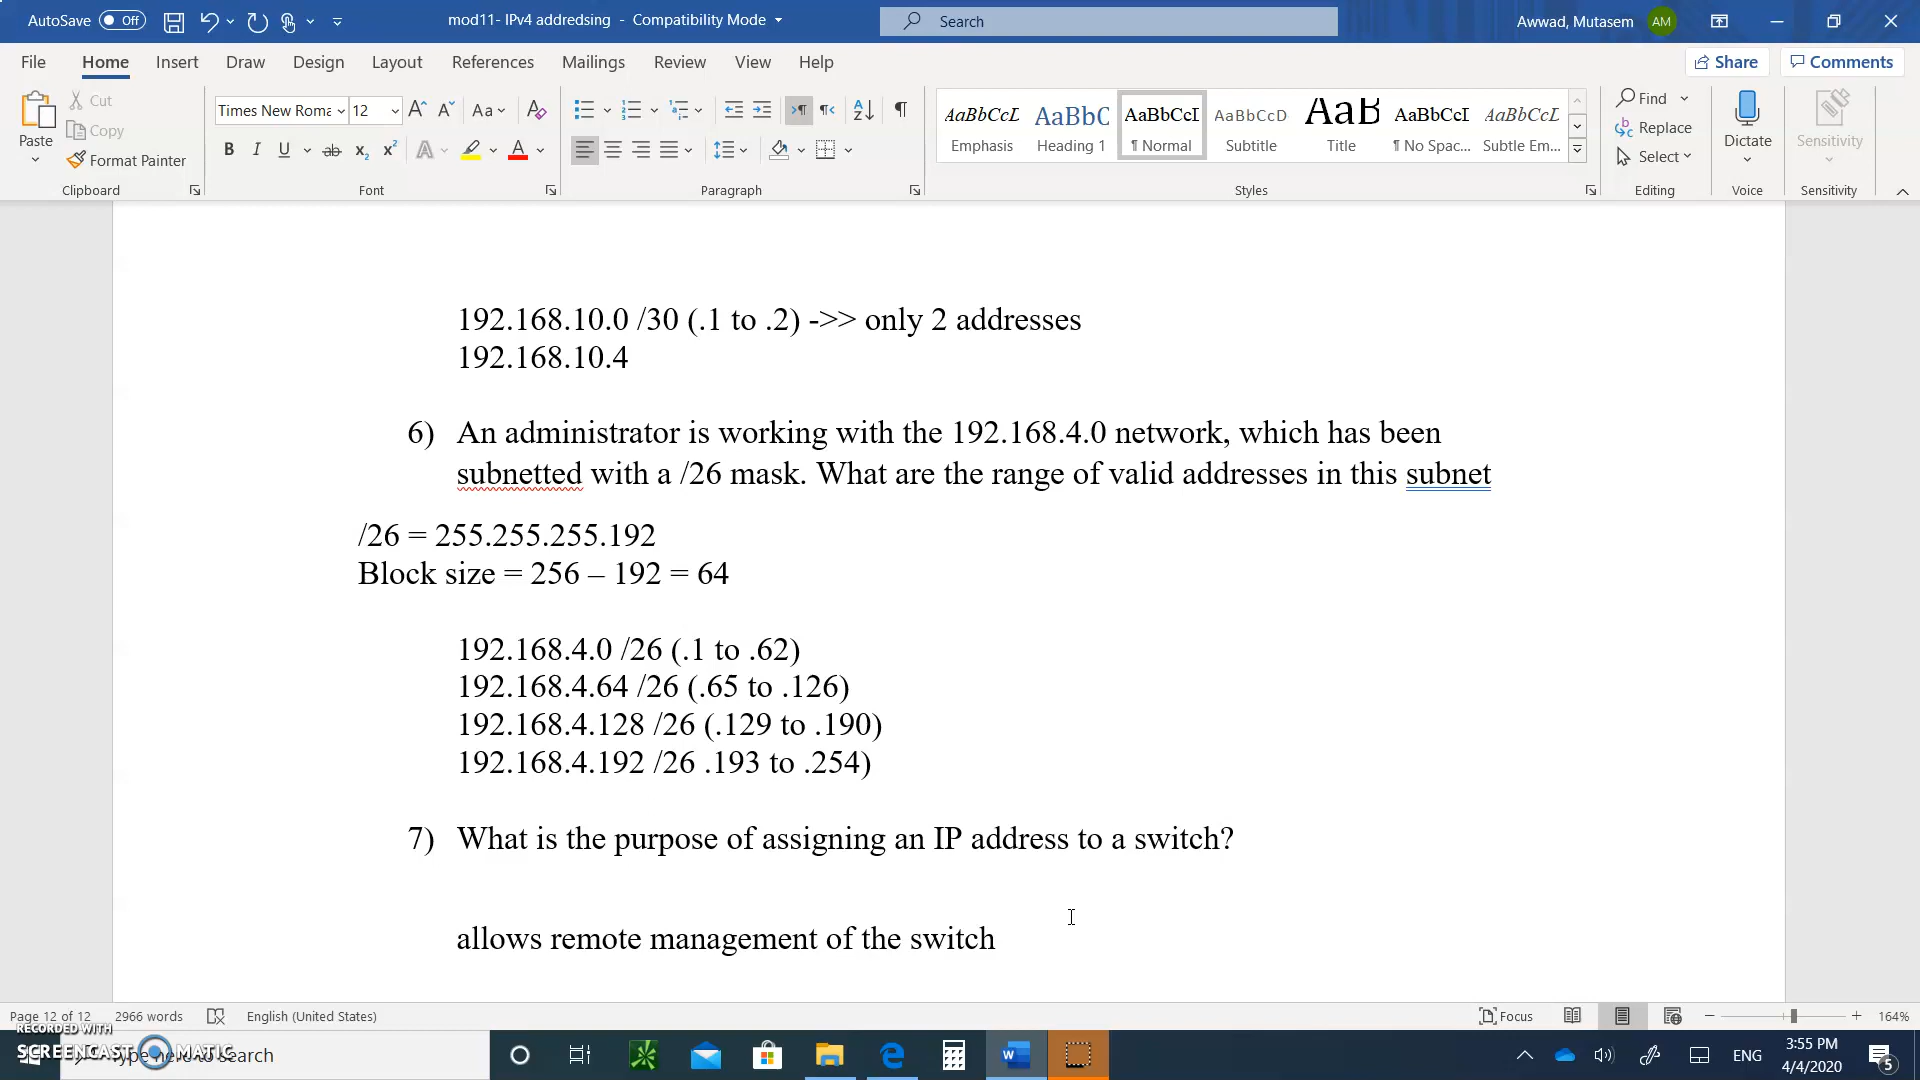 AutoSave Off mod11- IPv4 addredsing - Compatibility Mode Search Awwad, Mutasem AM
File Home Insert Draw Design Layout References Mailings Review View Help Share Comments
Paste Cut Copy Format Painter
Clipboard
Times New Roma 12
Font
Paragraph
AaBbCcL AaBbC AaBbCcI AaBbCcD AaB AaBbCcI AaBbCcL
Emphasis Heading 1 ¶ Normal Subtitle Title ¶ No Spac... Subtle Em...
Styles
Find
Replace
Select
Editing
Dictate
Voice
Sensitivity
Sensitivity
192.168.10.0 /30 (.1 to .2) ->> only 2 addresses
192.168.10.4
6) An administrator is working with the 192.168.4.0 network, which has been
subnetted with a /26 mask. What are the range of valid addresses in this subnet
/26 = 255.255.255.192
Block size = 256 – 192 = 64
192.168.4.0 /26 (.1 to .62)
192.168.4.64 /26 (.65 to .126)
192.168.4.128 /26 (.129 to .190)
192.168.4.192 /26 .193 to .254)
7) What is the purpose of assigning an IP address to a switch?
allows remote management of the switch
Page 12 of 12 2966 words English (United States) Focus 164%
RECORDED WITH
SCREENCAST MATIC
Type here to search
ENG
3:55 PM
4/4/2020
5